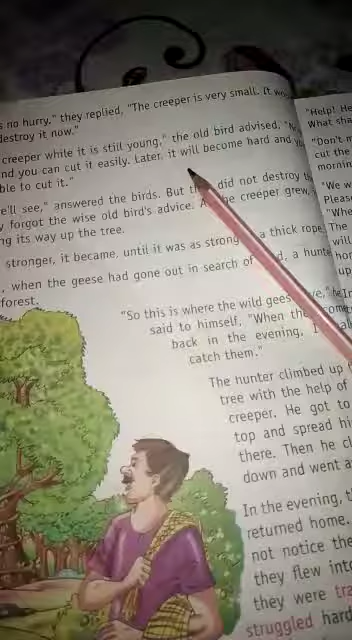 s no hurry," they replied, "The creeper is very small. It
destroy it now."
creeper while it is still young," the old bird advised,
nd you can cut it easily. Later, it will become hard and
ble to cut it."
e'll see," answered the birds. But did not destroy
y forgot the wise old bird's advice. the creeper grew,
ng its way up the tree.
stronger, it became, until it was as strong a thick rope.
, when the geese had gone out in search of a hunte
forest.
"So this is where the wild gees ve," he
said to himself, "When the come
back in the evening, I
catch them."
The hunter climbed up
tree with the help of
creeper. He got to
top and spread hi
there. Then he cl
down and went a
In the evening, t
returned home.
not notice the
they flew into
they were tra
struggled hard
"Help! He
What sha
"Don't
cut the
mornin
"We w
Please
"Whe
The
will
hor
up
In